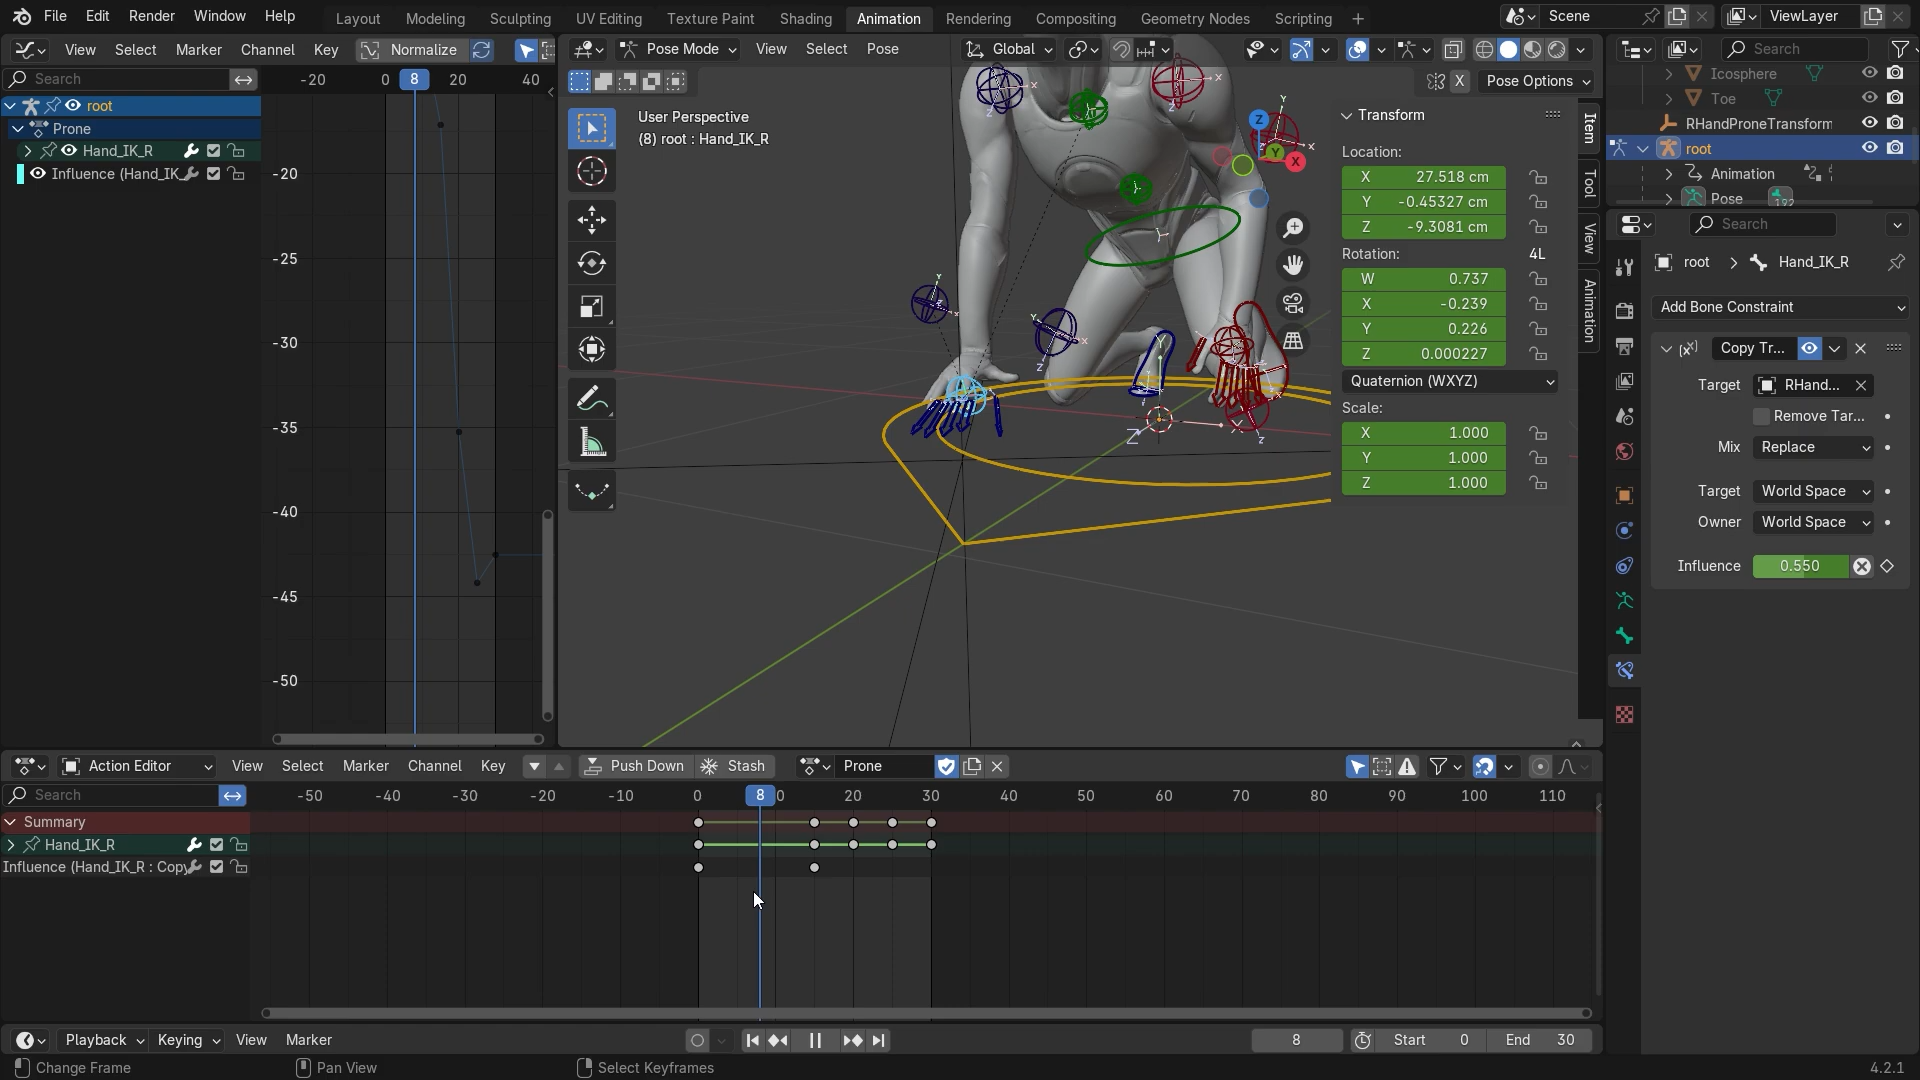 File Edit Render Window Help Layout Modeling Sculpting UV Editing Texture Paint Shading Animation Rendering Compositing Geometry Nodes Scripting + Scene ViewLayer
View Select Marker Channel Key Normalize
Pose Mode View Select Pose Global
Search
Search
-20 0 8 20 40
X Pose Options
Icosphere
Toe
RHandProneTransform
root
Animation
Pose
root
Prone
Hand_IK_R
Influence (Hand_IK_
-20
-25
-30
-35
-40
-45
-50
User Perspective
(8) root : Hand_IK_R
Transform
Location:
X 27.518 cm
Y -0.45327 cm
Z -9.3081 cm
Rotation: 4L
W 0.737
X -0.239
Y 0.226
Z 0.000227
Quaternion (WXYZ)
Scale:
X 1.000
Y 1.000
Z 1.000
Item
Tool
View
Animation
Search
root > Hand_IK_R
Add Bone Constraint
Copy Tr...
Target RHand...
Remove Tar...
Mix Replace
Target World Space
Owner World Space
Influence 0.550
Action Editor View Select Marker Channel Key Push Down Stash Prone
Search
-50 -40 -30 -20 -10 0 8 0 20 30 40 50 60 70 80 90 100 110
Summary
Hand_IK_R
Influence (Hand_IK_R : Copy
Playback Keying View Marker 8 Start 0 End 30
Change Frame Pan View Select Keyframes 4.2.1